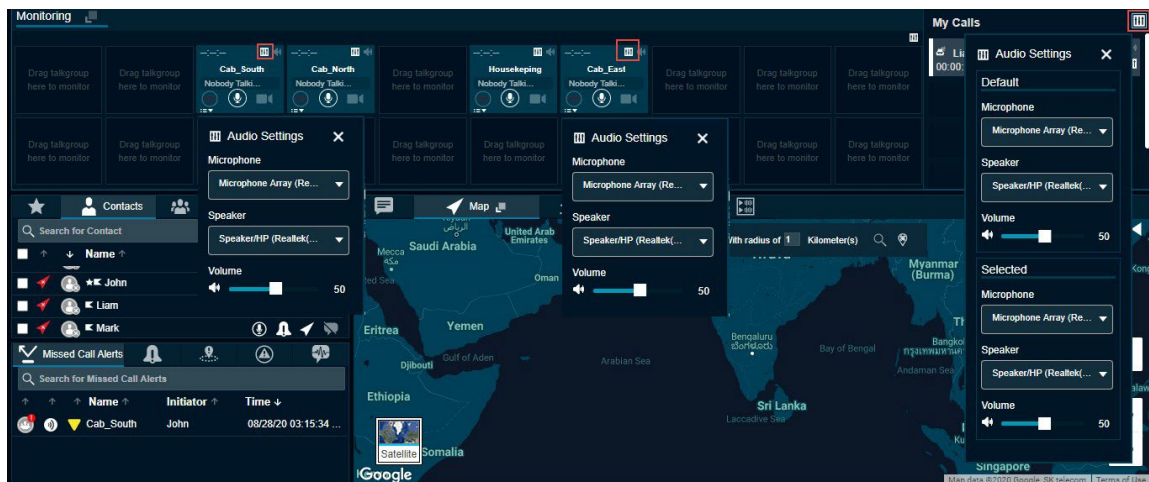 Monitoring
My Calls
Drag talkgroup
here to monitor
Drag talkgroup
here to monitor
--:--:--
Cab_South
Nobody Talki...
--:--:--
Cab_North
Nobody Talki...
Drag talkgroup
here to monitor
--:--:--
Housekeping
Nobody Talki...
--:--:--
Cab_East
Nobody Talki...
Drag talkgroup
here to monitor
Drag talkgroup
here to monitor
Drag talkgroup
here to monitor
00:00:
Drag talkgroup
here to monitor
Drag talkgroup
here to monitor
Drag talkgroup
here to monitor
Drag talkgroup
here to monitor
Drag talkgroup
here to monitor
Drag talkgroup
here to monitor
Audio Settings
Microphone
Microphone Array (Re...
Speaker
Speaker/HP (Realtek(...
Volume
50
Audio Settings
Microphone
Microphone Array (Re...
Speaker
Speaker/HP (Realtek(...
Volume
50
Audio Settings
Default
Microphone
Microphone Array (Re...
Speaker
Speaker/HP (Realtek(...
Volume
50
Selected
Microphone
Microphone Array (Re...
Speaker
Speaker/HP (Realtek(...
Volume
50
Contacts
Search for Contact
Name
John
Liam
Mark
Missed Call Alerts
Search for Missed Call Alerts
Name Initiator Time
Cab_South John 08/28/20 03:15:34 ...
Map
With radius of 1 Kilometer(s)
الرياض
United Arab
Emirates
Mecca
مكة
Saudi Arabia
Red Sea
Oman
Eritrea
Yemen
Djibouti
Gulf of Aden
Arabian Sea
Ethiopia
Somalia
Bengaluru
ಬೆಂಗಳೂರು
Bay of Bengal
Myanmar
(Burma)
Andaman Sea
Sri Lanka
Laccadive Sea
Singapore
Satellite
Google
Map data ©2020 Google, SK telecom Terms of Use